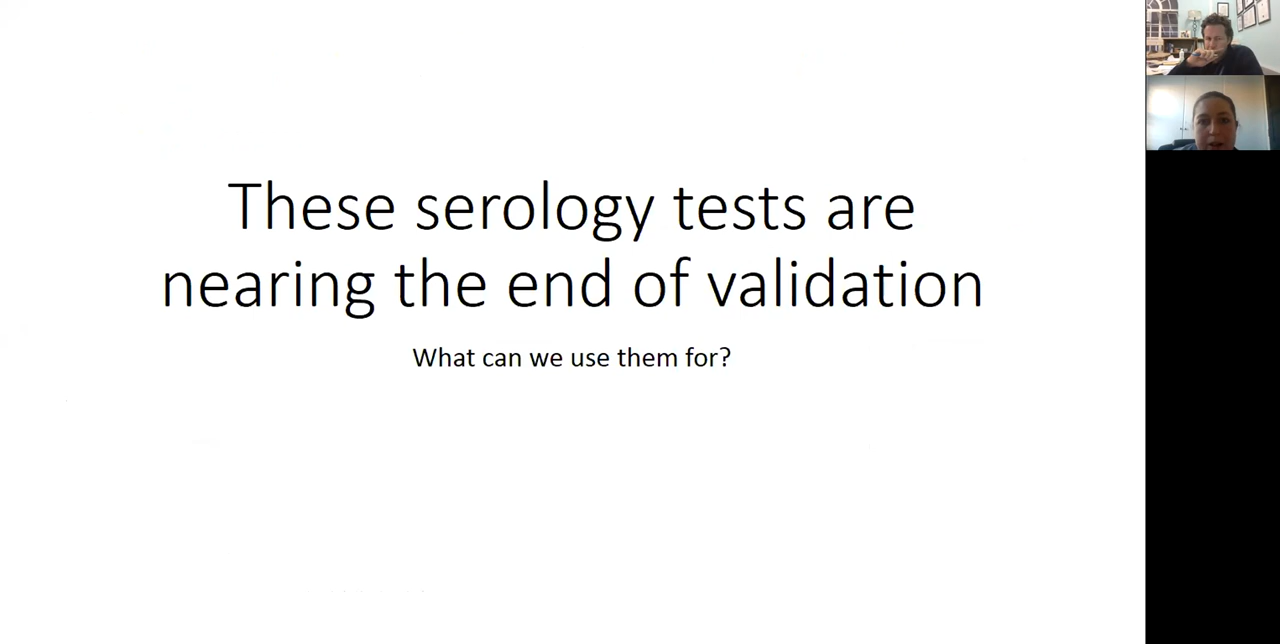 These serology tests are
nearing the end of validation
What can we use them for?